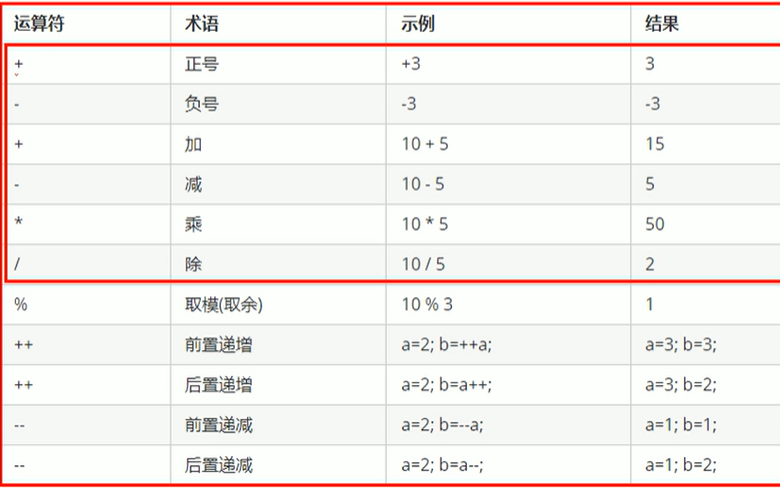 运算符 术语 示例 结果
+ 正号 +3 3
- 负号 -3 -3
+ 加 10 + 5 15
- 减 10 - 5 5
* 乘 10 * 5 50
/ 除 10 / 5 2
% 取模(取余) 10 % 3 1
++ 前置递增 a=2; b=++a; a=3; b=3;
++ 后置递增 a=2; b=a++; a=3; b=2;
-- 前置递减 a=2; b=--a; a=1; b=1;
-- 后置递减 a=2; b=a--; a=1; b=2;